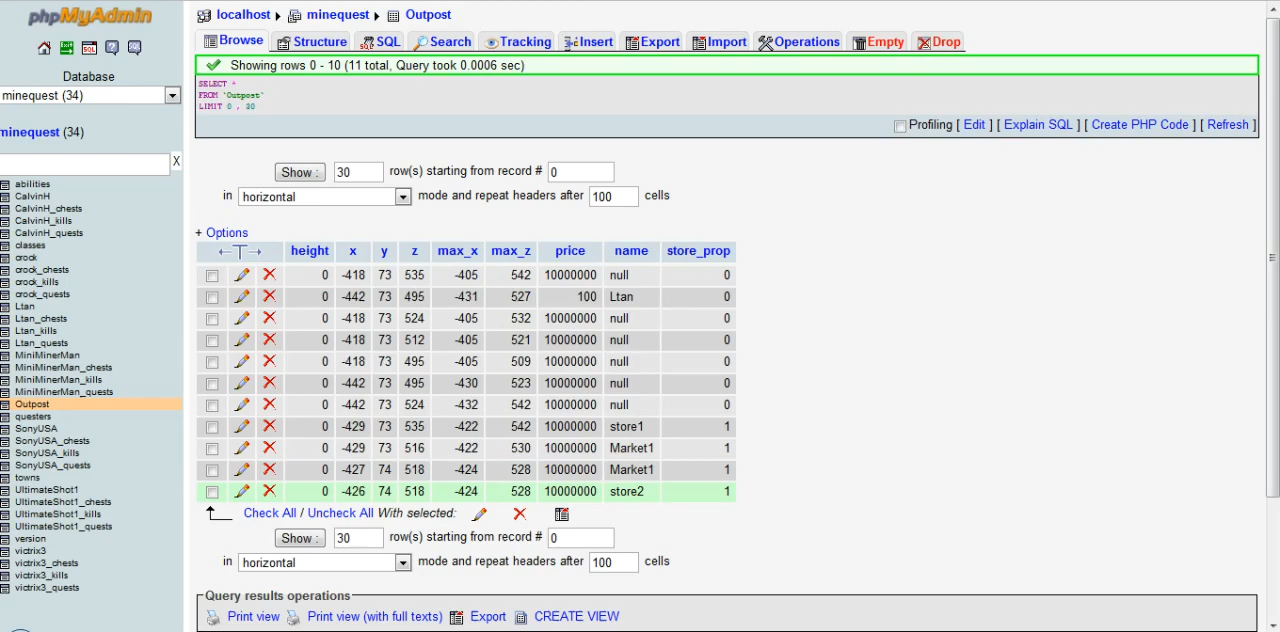 phpMyAdmin
localhost minequest Outpost
Browse Structure SQL Search Tracking Insert Export Import Operations Empty Drop
Database
minequest (34)
minequest (34)
X
abilities
CalvinH
CalvinH_chests
CalvinH_kills
CalvinH_quests
classes
crock
crock_chests
crock_kills
crock_quests
Ltan
Ltan_chests
Ltan_kills
Ltan_quests
MiniMinerMan
MiniMinerMan_chests
MiniMinerMan_kills
MiniMinerMan_quests
Outpost
questers
SonyUSA
SonyUSA_chests
SonyUSA_kills
SonyUSA_quests
towns
UltimateShot1
UltimateShot1_chests
UltimateShot1_kills
UltimateShot1_quests
version
victrix3
victrix3_chests
victrix3_kills
victrix3_quests
Showing rows 0 - 10 (11 total, Query took 0.0006 sec)
SELECT *
FROM `Outpost`
LIMIT 0 , 30
Profiling [ Edit ] [ Explain SQL ] [ Create PHP Code ] [ Refresh ]
Show : 30 row(s) starting from record # 0
in horizontal mode and repeat headers after 100 cells
+ Options
←T→ height x y z max_x max_z price name store_prop
0 -418 73 535 -405 542 10000000 null 0
0 -442 73 495 -431 527 100 Ltan 0
0 -418 73 524 -405 532 10000000 null 0
0 -418 73 512 -405 521 10000000 null 0
0 -418 73 495 -405 509 10000000 null 0
0 -442 73 495 -430 523 10000000 null 0
0 -442 73 524 -432 542 10000000 null 0
0 -429 73 535 -422 542 10000000 store1 1
0 -429 73 516 -422 530 10000000 Market1 1
0 -427 74 518 -424 528 10000000 Market1 1
0 -426 74 518 -424 528 10000000 store2 1
Check All / Uncheck All With selected:
Show : 30 row(s) starting from record # 0
in horizontal mode and repeat headers after 100 cells
Query results operations
Print view Print view (with full texts) Export CREATE VIEW